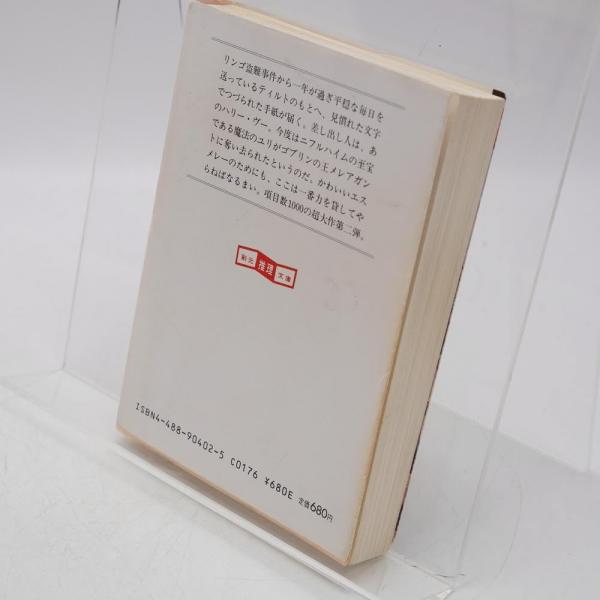 リンゴ盗難事件から一年が過ぎ平穏な毎日を
送っているティルトのもとへ、見慣れた文字
でつづられた手紙が届く。差し出し人は、あ
のハリー・ヴー。今度はニフルハイムの至宝
である魔法のユリがゴブリンの王メレアガン
トに奪い去られたというのだ。かわいいエス
メレーのためにも、ここは一番力を貸してや
らねばなるまい。項目数1000の超大作第二弾。
創元推理文庫
ISBN4-488-90402-5 C0176 ¥680E 定価680円